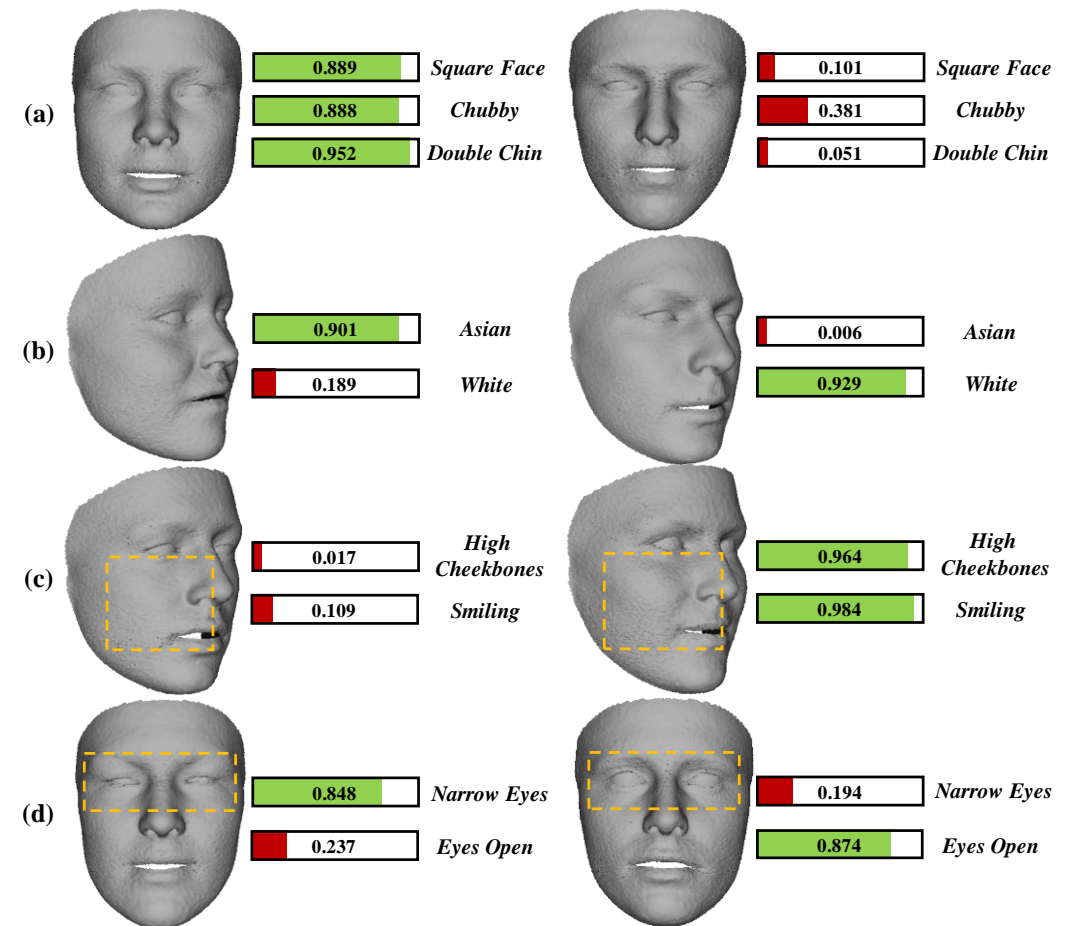 0.889 Square Face 0.101 Square Face
(a) 0.888 Chubby 0.381 Chubby
0.952 Double Chin 0.051 Double Chin
0.901 Asian 0.006 Asian
(b)
0.189 White 0.929 White
(c)
0.017 High Cheekbones 0.964 High Cheekbones
0.109 Smiling 0.984 Smiling
(d)
0.848 Narrow Eyes 0.194 Narrow Eyes
0.237 Eyes Open 0.874 Eyes Open